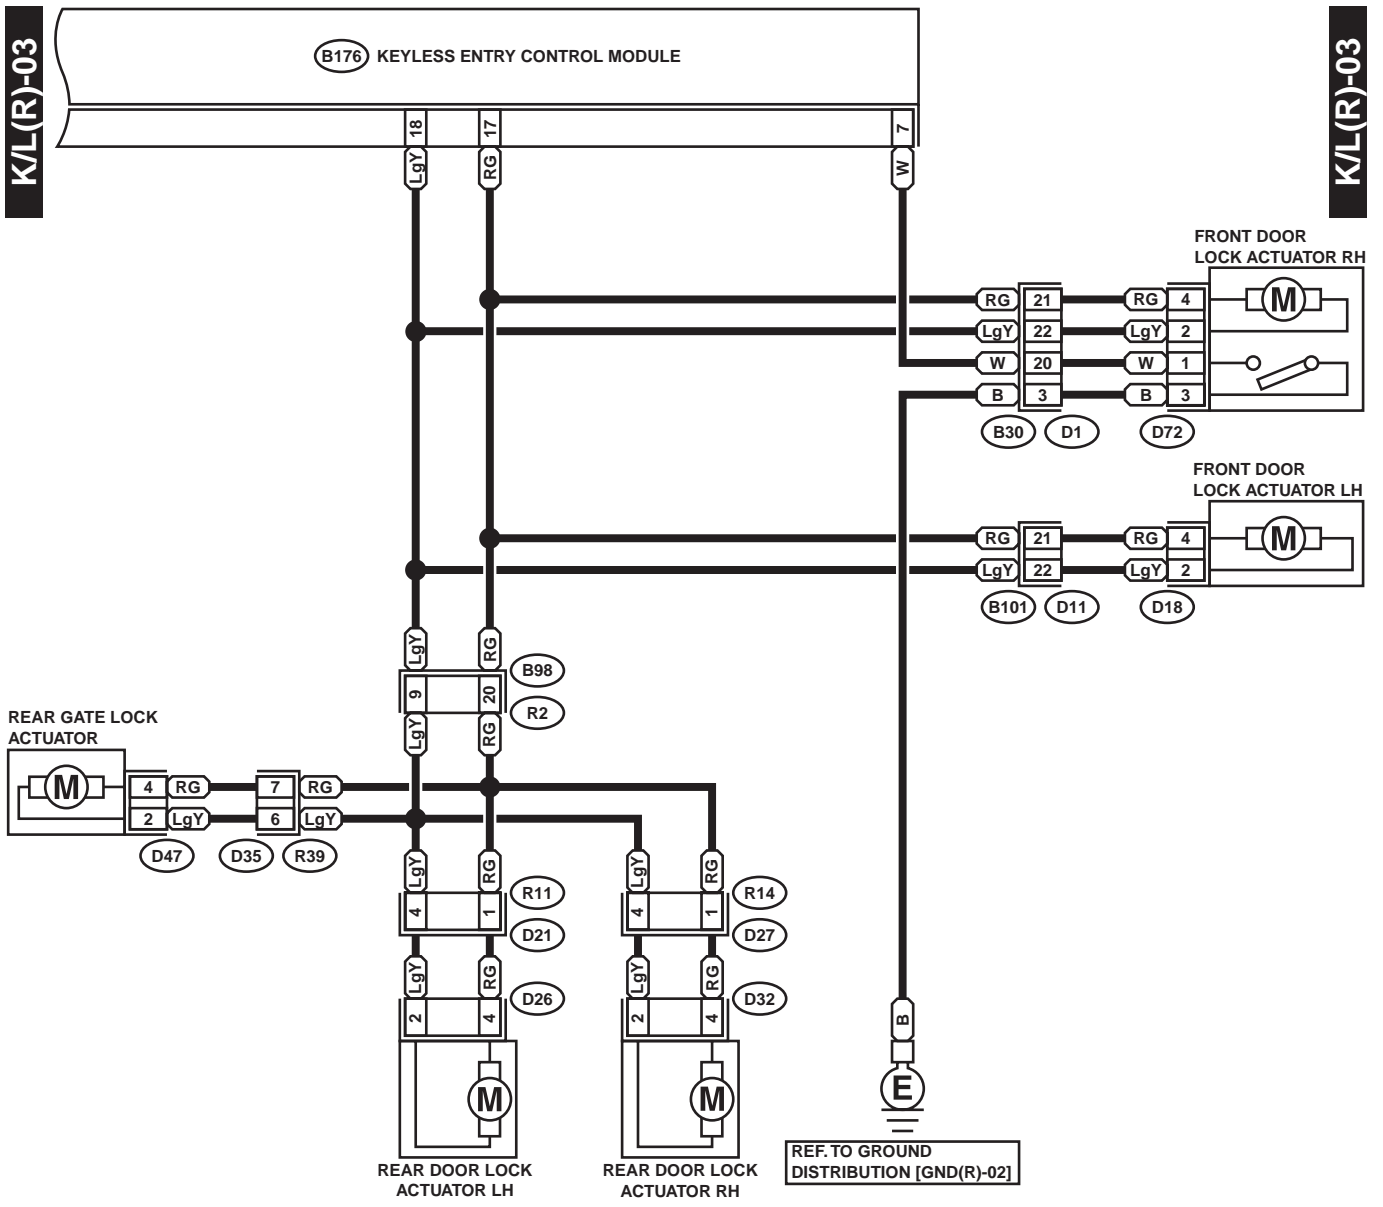 K/L(R)-03
K/L(R)-03
B176 KEYLESS ENTRY CONTROL MODULE
18 17 7
LgY RG W
FRONT DOOR
LOCK ACTUATOR RH
RG 21 RG 4 M
LgY 22 LgY 2
W 20 W 1
B 3 B 3
B30 D1 D72
FRONT DOOR
LOCK ACTUATOR LH
RG 21 RG 4 M
LgY 22 LgY 2
B101 D11 D18
LgY RG
B98
9 20
R2
LgY RG
REAR GATE LOCK
ACTUATOR
M 4 RG 7 RG
2 LgY 6 LgY
D47 D35 R39
LgY RG LgY RG
R11 R14
4 1 4 1
D21 D27
LgY RG LgY RG
D26 D32
2 4 2 4
B
M M E
REF. TO GROUND
DISTRIBUTION [GND(R)-02]
REAR DOOR LOCK
ACTUATOR LH
REAR DOOR LOCK
ACTUATOR RH